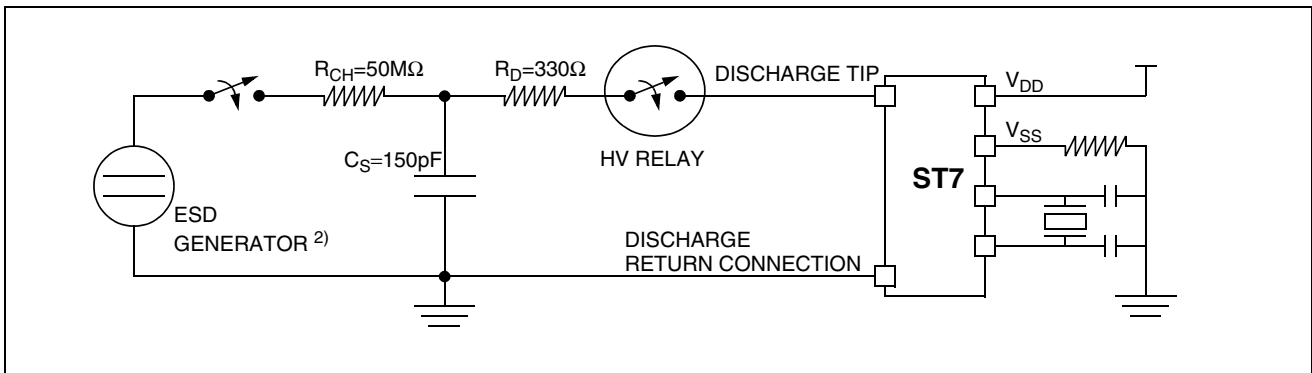 R_CH=50MΩ
R_D=330Ω
DISCHARGE TIP
V_DD
HV RELAY
V_SS
C_S=150pF
ST7
ESD
GENERATOR 2)
DISCHARGE
RETURN CONNECTION